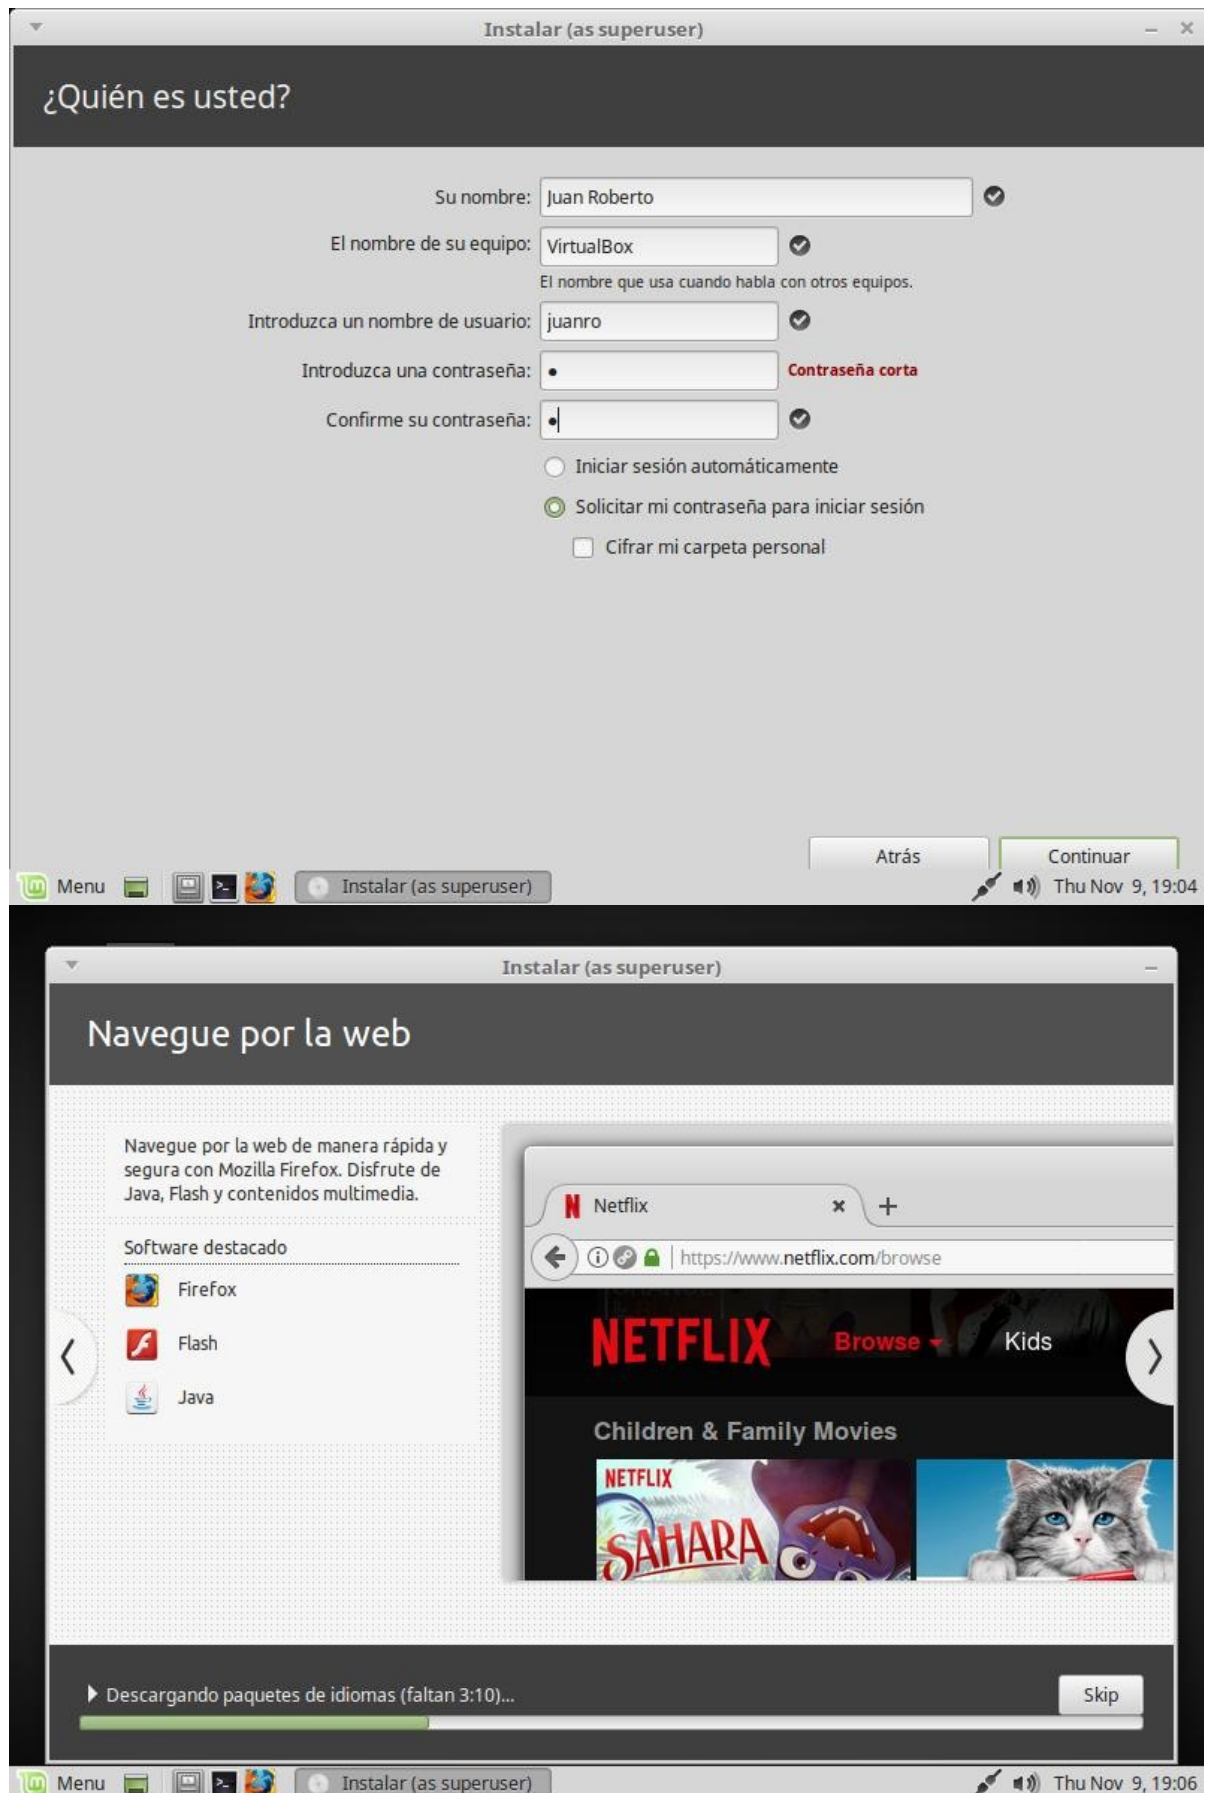 Instalar (as superuser)
¿Quién es usted?
Su nombre: Juan Roberto
El nombre de su equipo: VirtualBox
El nombre que usa cuando habla con otros equipos.
Introduzca un nombre de usuario: juanro
Introduzca una contraseña: ● Contraseña corta
Confirme su contraseña: ●
Iniciar sesión automáticamente
Solicitar mi contraseña para iniciar sesión
Cifrar mi carpeta personal
Atrás Continuar
Menu Instalar (as superuser) Thu Nov 9, 19:04
Instalar (as superuser)
Navegue por la web
Navegue por la web de manera rápida y
segura con Mozilla Firefox. Disfrute de
Java, Flash y contenidos multimedia.
Software destacado
Firefox
Flash
Java
Netflix
https://www.netflix.com/browse
NETFLIX Browse Kids
Children & Family Movies
NETFLIX
SAHARA
Descargando paquetes de idiomas (faltan 3:10)...
Skip
Menu Instalar (as superuser) Thu Nov 9, 19:06